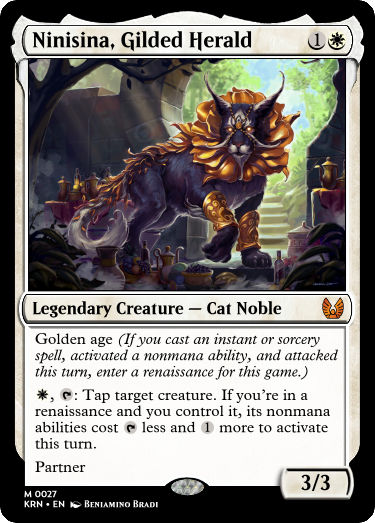 Ninisina, Gilded Herald
1
Legendary Creature — Cat Noble
Golden age (If you cast an instant or sorcery
spell, activated a nonmana ability, and attacked
this turn, enter a renaissance for this game.)
, : Tap target creature. If you're in a
renaissance and you control it, its nonmana
abilities cost less and 1 more to activate
this turn.
Partner
3/3
M 0027
KRN • EN Beniamino Bradi